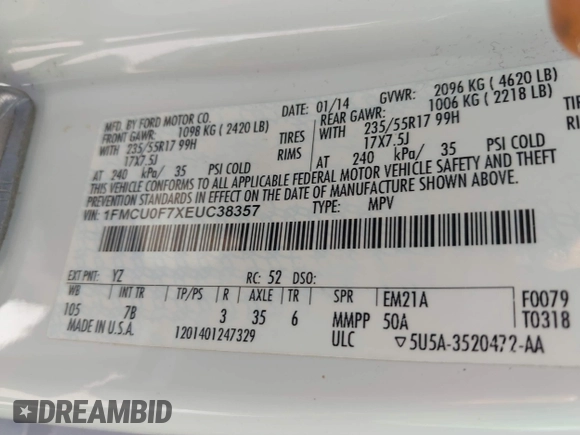 MFD. BY FORD MOTOR CO.
DATE: 01/14
GVWR: 2096 KG ( 4620 LB)
FRONT GAWR: 1098 KG ( 2420 LB)
REAR GAWR: 1006 KG ( 2218 LB)
WITH 235/55R17 99H TIRES 235/55R17 99H
17X7.5J RIMS 17X7.5J
AT 240 kPa/ 35 PSI COLD AT 240 kPa/ 35 PSI COLD
THIS VEHICLE CONFORMS TO ALL APPLICABLE FEDERAL MOTOR VEHICLE SAFETY AND THEFT
PREVENTION STANDARDS IN EFFECT ON THE DATE OF MANUFACTURE SHOWN ABOVE.
VIN: 1FMCU0F7XEUC38357
TYPE: MPV
EXT PNT: YZ RC: 52 DSO:
WB INT TR TP/PS R AXLE TR SPR EM21A F0079
105 7B 3 35 6 MMPP 50A T0318
MADE IN U.S.A. 1201401247329 ULC ▽5U5A-3520472-AA
DREAMBID